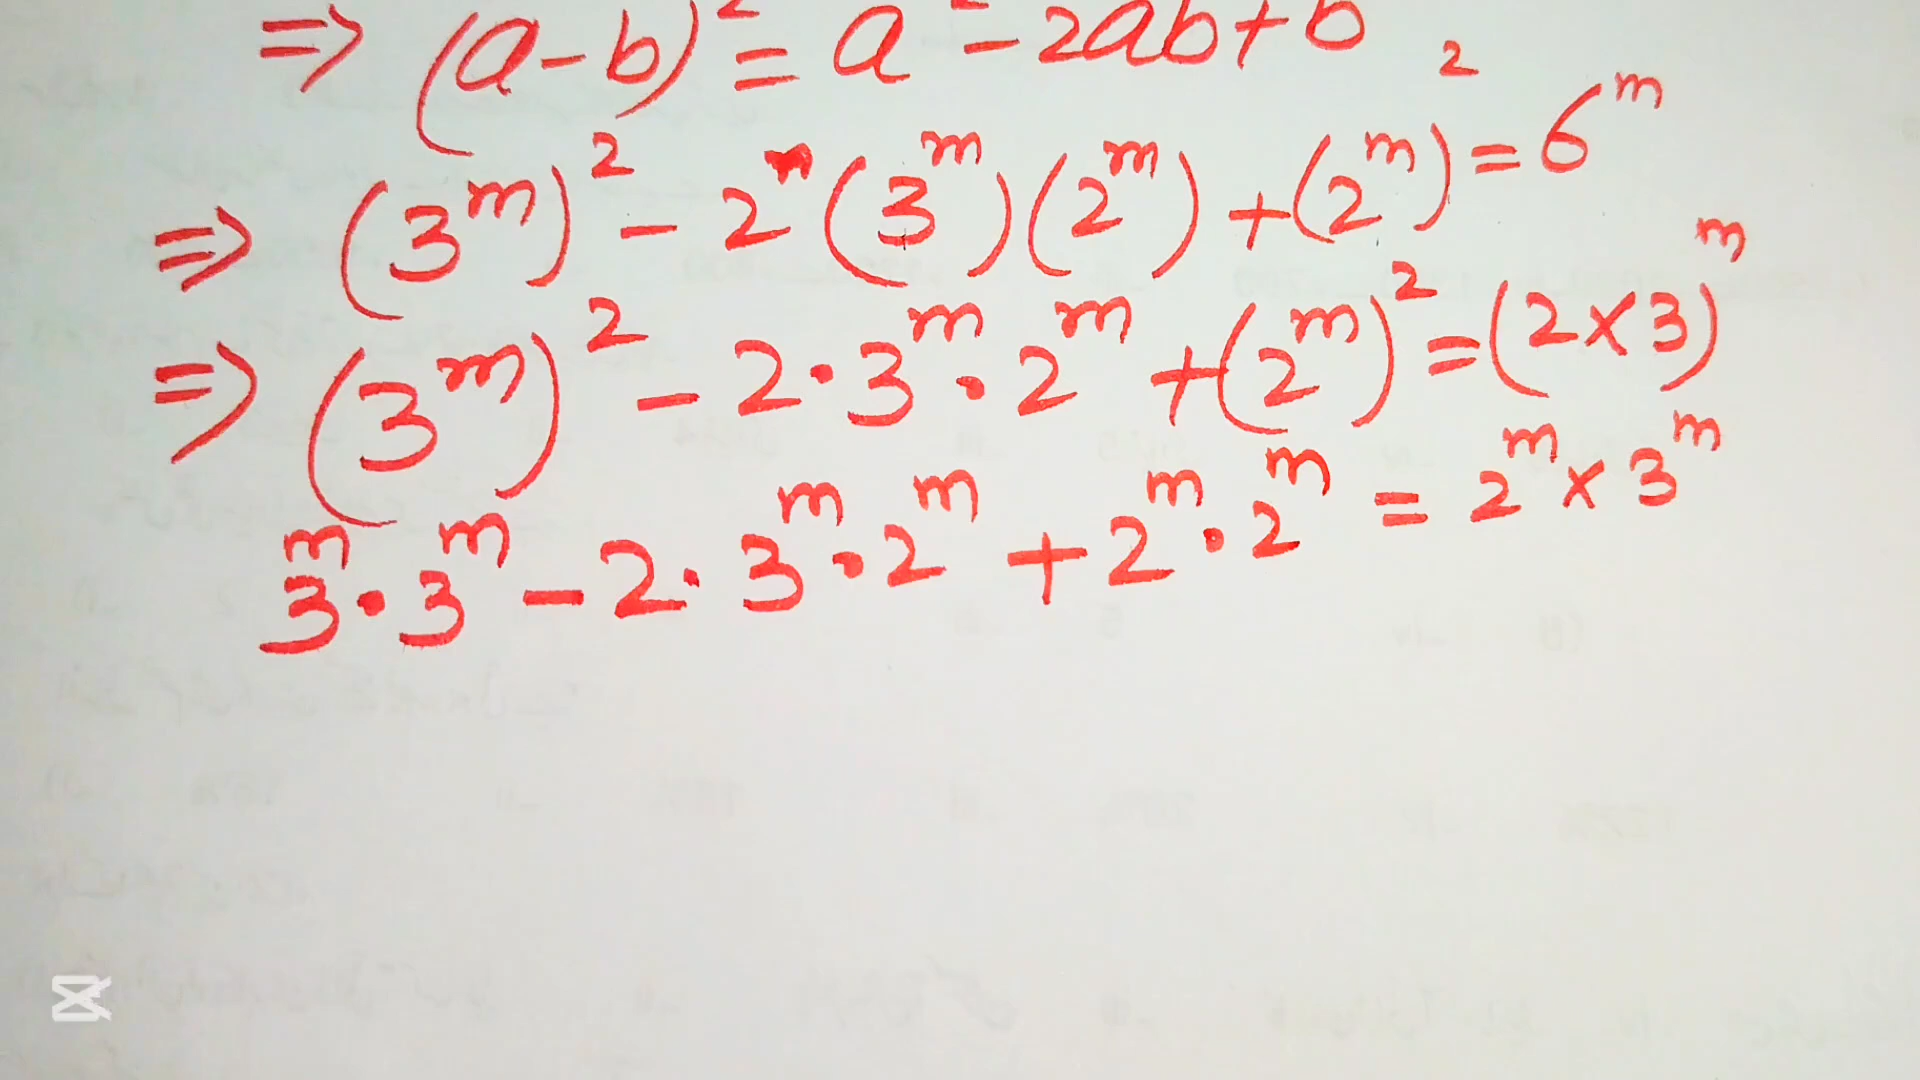 ⇒ (a-b)² = a² - 2ab + b²
⇒ (3^m)² - 2(3^m)(2^m) + (2^m)² = 6^m
⇒ (3^m)² - 2·3^m·2^m + (2^m)² = (2×3)^m
3^m·3^m - 2·3^m·2^m + 2^m·2^m = 2^m × 3^m